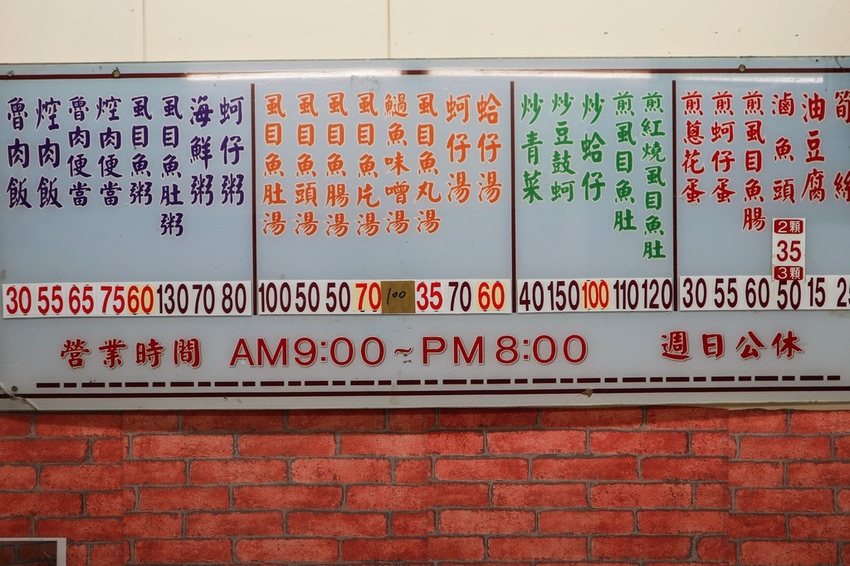 魯肉飯
焢肉飯
魯肉便當
焢肉便當
虱目魚粥
虱目魚肚粥
海鮮粥
蚵仔粥
30 55 65 75 60 130 70 80
虱目魚肚湯
虱目魚頭湯
虱目魚腸湯
虱目魚片湯
魚味噌湯
虱目魚丸湯
蚵仔湯
蛤仔湯
100 50 50 70 100 35 70 60
炒青菜
炒豆鼓蚵
炒蛤仔
煎虱目魚肚
煎紅燒虱目魚肚
40 150 100 110 120
煎蔥花蛋
煎蚵仔蛋
煎虱目魚腸
滷魚頭
油豆腐
筍絲
2顆
35
3顆
30 55 60 50 15
營業時間 AM9:00~PM8:00 週日公休